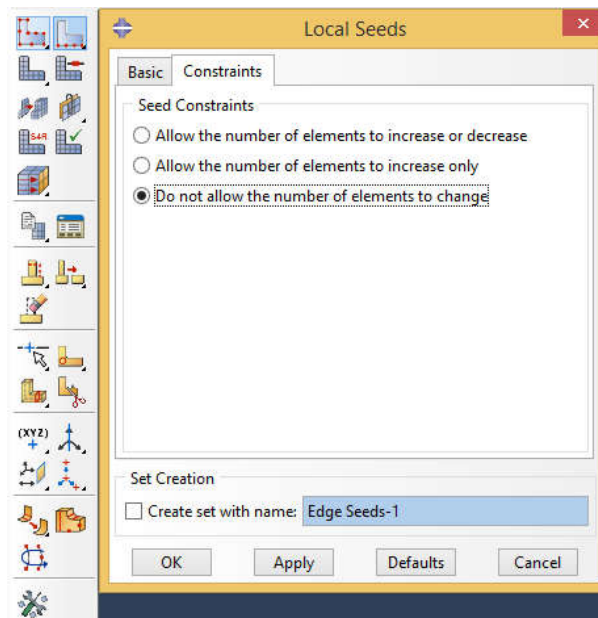 Local Seeds
Basic Constraints
Seed Constraints
Allow the number of elements to increase or decrease
Allow the number of elements to increase only
Do not allow the number of elements to change
Set Creation
Create set with name: Edge Seeds-1
OK Apply Defaults Cancel
S4R
(XYZ)